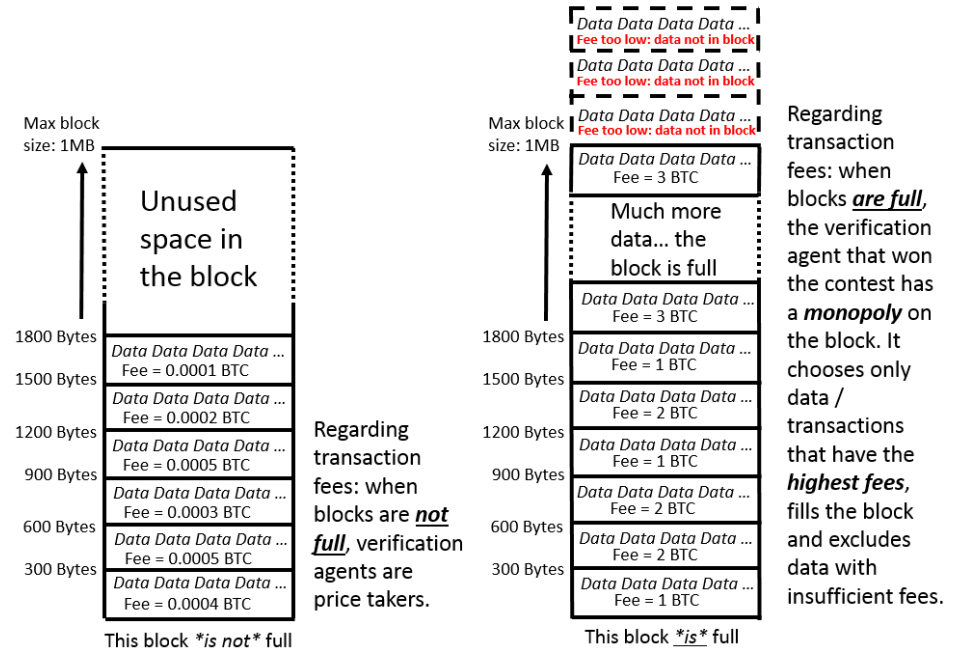 Max block
size: 1MB
Unused
space in
the block
1800 Bytes
Data Data Data Data ...
Fee = 0.0001 BTC
1500 Bytes
Data Data Data Data ...
Fee = 0.0002 BTC
1200 Bytes
Data Data Data Data ...
Fee = 0.0005 BTC
900 Bytes
Data Data Data Data ...
Fee = 0.0003 BTC
600 Bytes
Data Data Data Data ...
Fee = 0.0005 BTC
300 Bytes
Data Data Data Data ...
Fee = 0.0004 BTC
This block *is not* full
Regarding
transaction
fees: when
blocks are not
full, verification
agents are
price takers.
Data Data Data Data ...
Fee too low: data not in block
Data Data Data Data ...
Fee too low: data not in block
Data Data Data Data ...
Fee too low: data not in block
Max block
size: 1MB
Data Data Data Data ...
Fee = 3 BTC
Much more
data... the
block is full
Data Data Data Data ...
Fee = 3 BTC
1800 Bytes
Data Data Data Data ...
Fee = 1 BTC
1500 Bytes
Data Data Data Data ...
Fee = 2 BTC
1200 Bytes
Data Data Data Data ...
Fee = 1 BTC
900 Bytes
Data Data Data Data ...
Fee = 2 BTC
600 Bytes
Data Data Data Data ...
Fee = 2 BTC
300 Bytes
Data Data Data Data ...
Fee = 1 BTC
This block *is* full
Regarding
transaction
fees: when
blocks are full,
the verification
agent that won
the contest has
a monopoly on
the block. It
chooses only
data /
transactions
that have the
highest fees,
fills the block
and excludes
data with
insufficient fees.